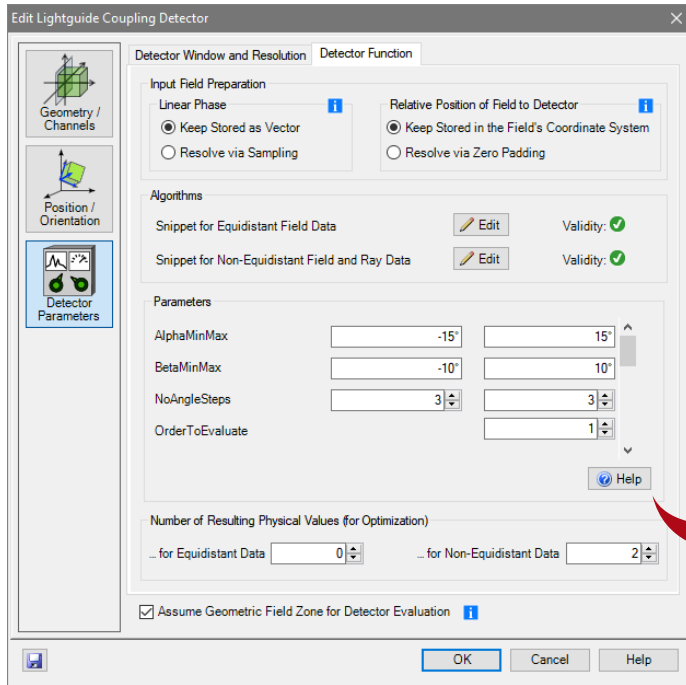 Edit Lightguide Coupling Detector
Geometry /
Channels
Position /
Orientation
Detector
Parameters
Detector Window and Resolution
Detector Function
Input Field Preparation
Linear Phase
Keep Stored as Vector
Resolve via Sampling
Relative Position of Field to Detector
Keep Stored in the Field's Coordinate System
Resolve via Zero Padding
Algorithms
Snippet for Equidistant Field Data
Edit
Validity:
Snippet for Non-Equidistant Field and Ray Data
Edit
Validity:
Parameters
AlphaMinMax
-15°
15°
BetaMinMax
-10°
10°
NoAngleSteps
3
3
OrderToEvaluate
1
Help
Number of Resulting Physical Values (for Optimization)
... for Equidistant Data
0
... for Non-Equidistant Data
2
Assume Geometric Field Zone for Detector Evaluation
OK
Cancel
Help